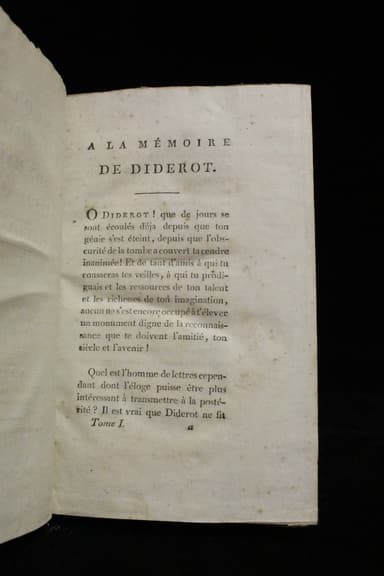 A LA MÉMOIRE
DE DIDEROT.
O DIDEROT ! que de jours se
sont écoulés déja depuis que ton
génie s'est éteint, depuis que l'obs-
curité de la tombe a couvert ta cendre
inanimée ! Et de tant d'amis à qui tu
consacras tes veilles, à qui tu prodi-
guais et les ressources de ton talent
et les richesses de ton imagination,
aucun ne s'est encore occupé à t'élever
un monument digne de la reconnais-
sance que te doivent l'amitié, ton
siècle et l'avenir !
Quel est l'homme de lettres cepen-
dant dont l'éloge puisse être plus
intéressant à transmettre à la posté-
rité ? Il est vrai que Diderot ne fit
Tome I. a